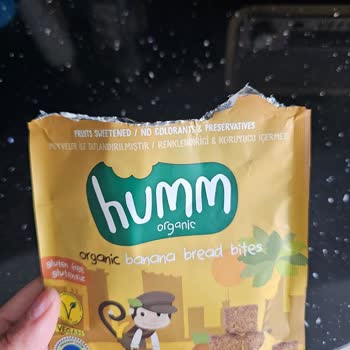 FRUITS SWEETENED / NO COLORANTS & PRESERVATIVES
MEYVELER İLE TATLANDIRILMIŞTIR / RENKLENDİRİCİ & KORUYUCU İÇERMEZ
humm
organic
organic banana bread bites
gluten free
glutensiz
V
VEGAN